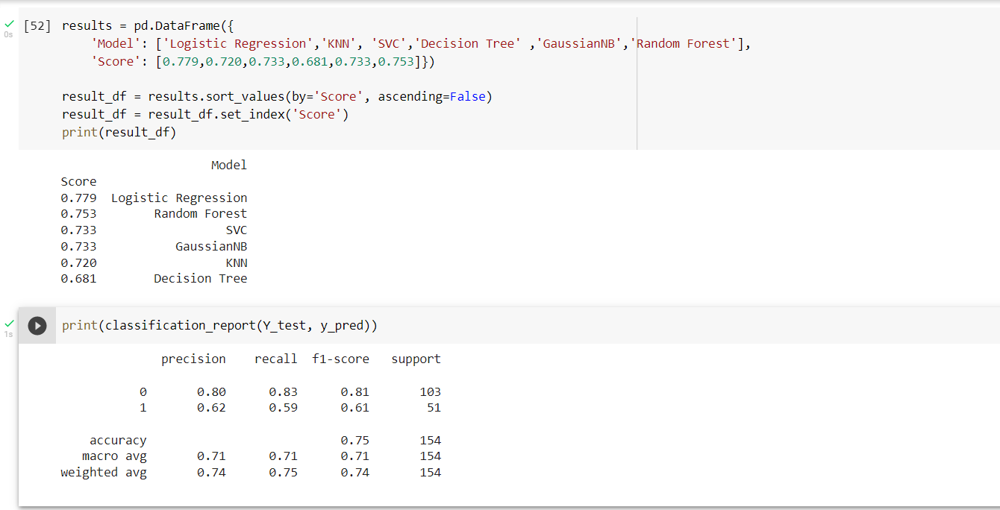 [52] results = pd.DataFrame({
'Model': ['Logistic Regression','KNN', 'SVC','Decision Tree' ,'GaussianNB','Random Forest'],
'Score': [0.779,0.720,0.733,0.681,0.733,0.753]})
0s
result_df = results.sort_values(by='Score', ascending=False)
result_df = result_df.set_index('Score')
print(result_df)
Model
Score
0.779 Logistic Regression
0.753 Random Forest
0.733 SVC
0.733 GaussianNB
0.720 KNN
0.681 Decision Tree
print(classification_report(Y_test, y_pred))
1s
precision recall f1-score support
0 0.80 0.83 0.81 103
1 0.62 0.59 0.61 51
accuracy 0.75 154
macro avg 0.71 0.71 0.71 154
weighted avg 0.74 0.75 0.74 154